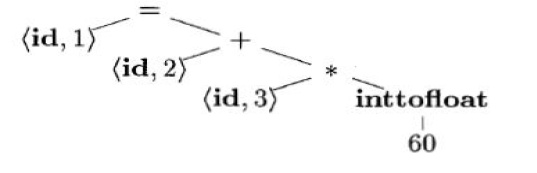 =
⟨id, 1⟩
+
⟨id, 2⟩
*
⟨id, 3⟩
inttofloat
60